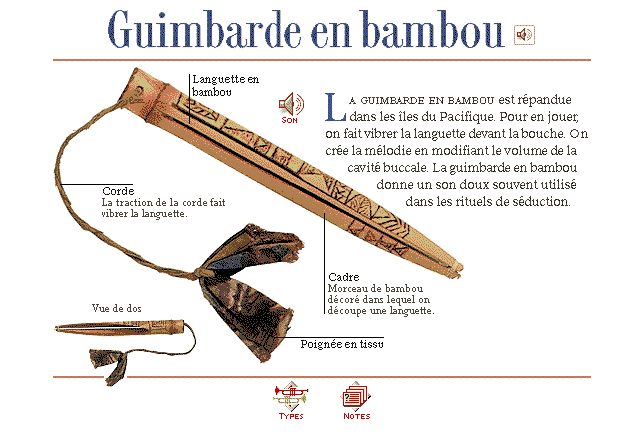 Guimbarde en bambou
Languette en
bambou
Son
LA GUIMBARDE EN BAMBOU est répandue
dans les îles du Pacifique. Pour en jouer,
on fait vibrer la languette devant la bouche. On
crée la mélodie en modifiant le volume de la
cavité buccale. La guimbarde en bambou
donne un son doux souvent utilisé
dans les rituels de séduction.
Corde
La traction de la corde fait
vibrer la languette.
Cadre
Morceau de bambou
décoré dans lequel on
découpe une languette.
Vue de dos
Poignée en tissu
TYPES
NOTES